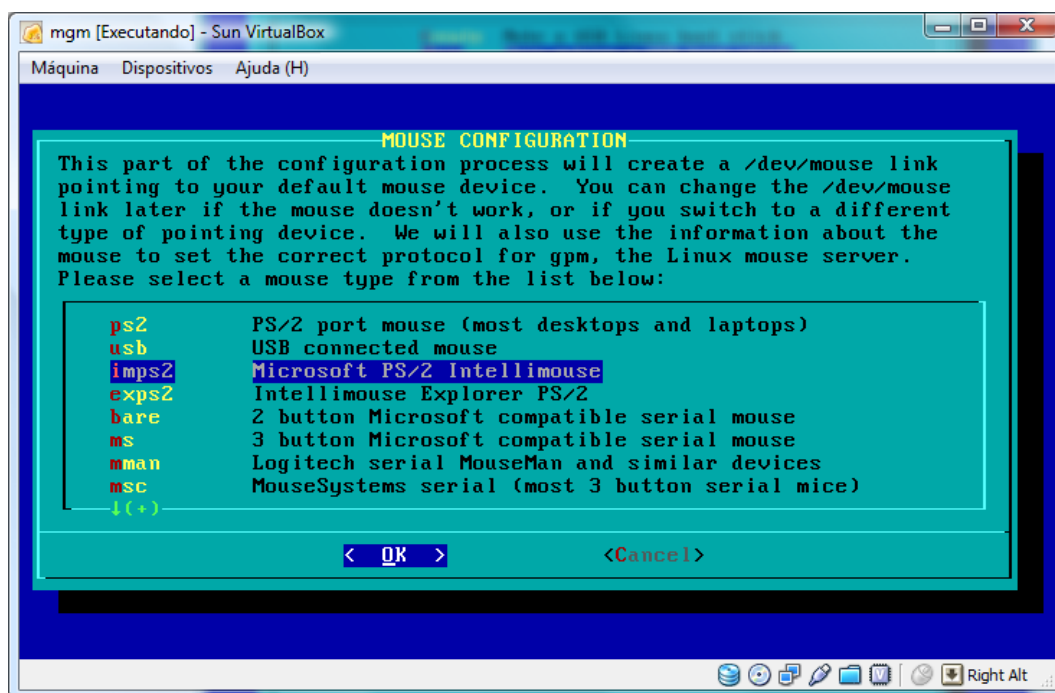 mgm [Executando] - Sun VirtualBox
Máquina Dispositivos Ajuda (H)
MOUSE CONFIGURATION
This part of the configuration process will create a /dev/mouse link
pointing to your default mouse device. You can change the /dev/mouse
link later if the mouse doesn't work, or if you switch to a different
type of pointing device. We will also use the information about the
mouse to set the correct protocol for gpm, the Linux mouse server.
Please select a mouse type from the list below:
ps2 PS/2 port mouse (most desktops and laptops)
usb USB connected mouse
imps2 Microsoft PS/2 Intellimouse
exps2 Intellimouse Explorer PS/2
bare 2 button Microsoft compatible serial mouse
ms 3 button Microsoft compatible serial mouse
mman Logitech serial MouseMan and similar devices
msc MouseSystems serial (most 3 button serial mice)
↓(+)
< OK > <Cancel>
Right Alt